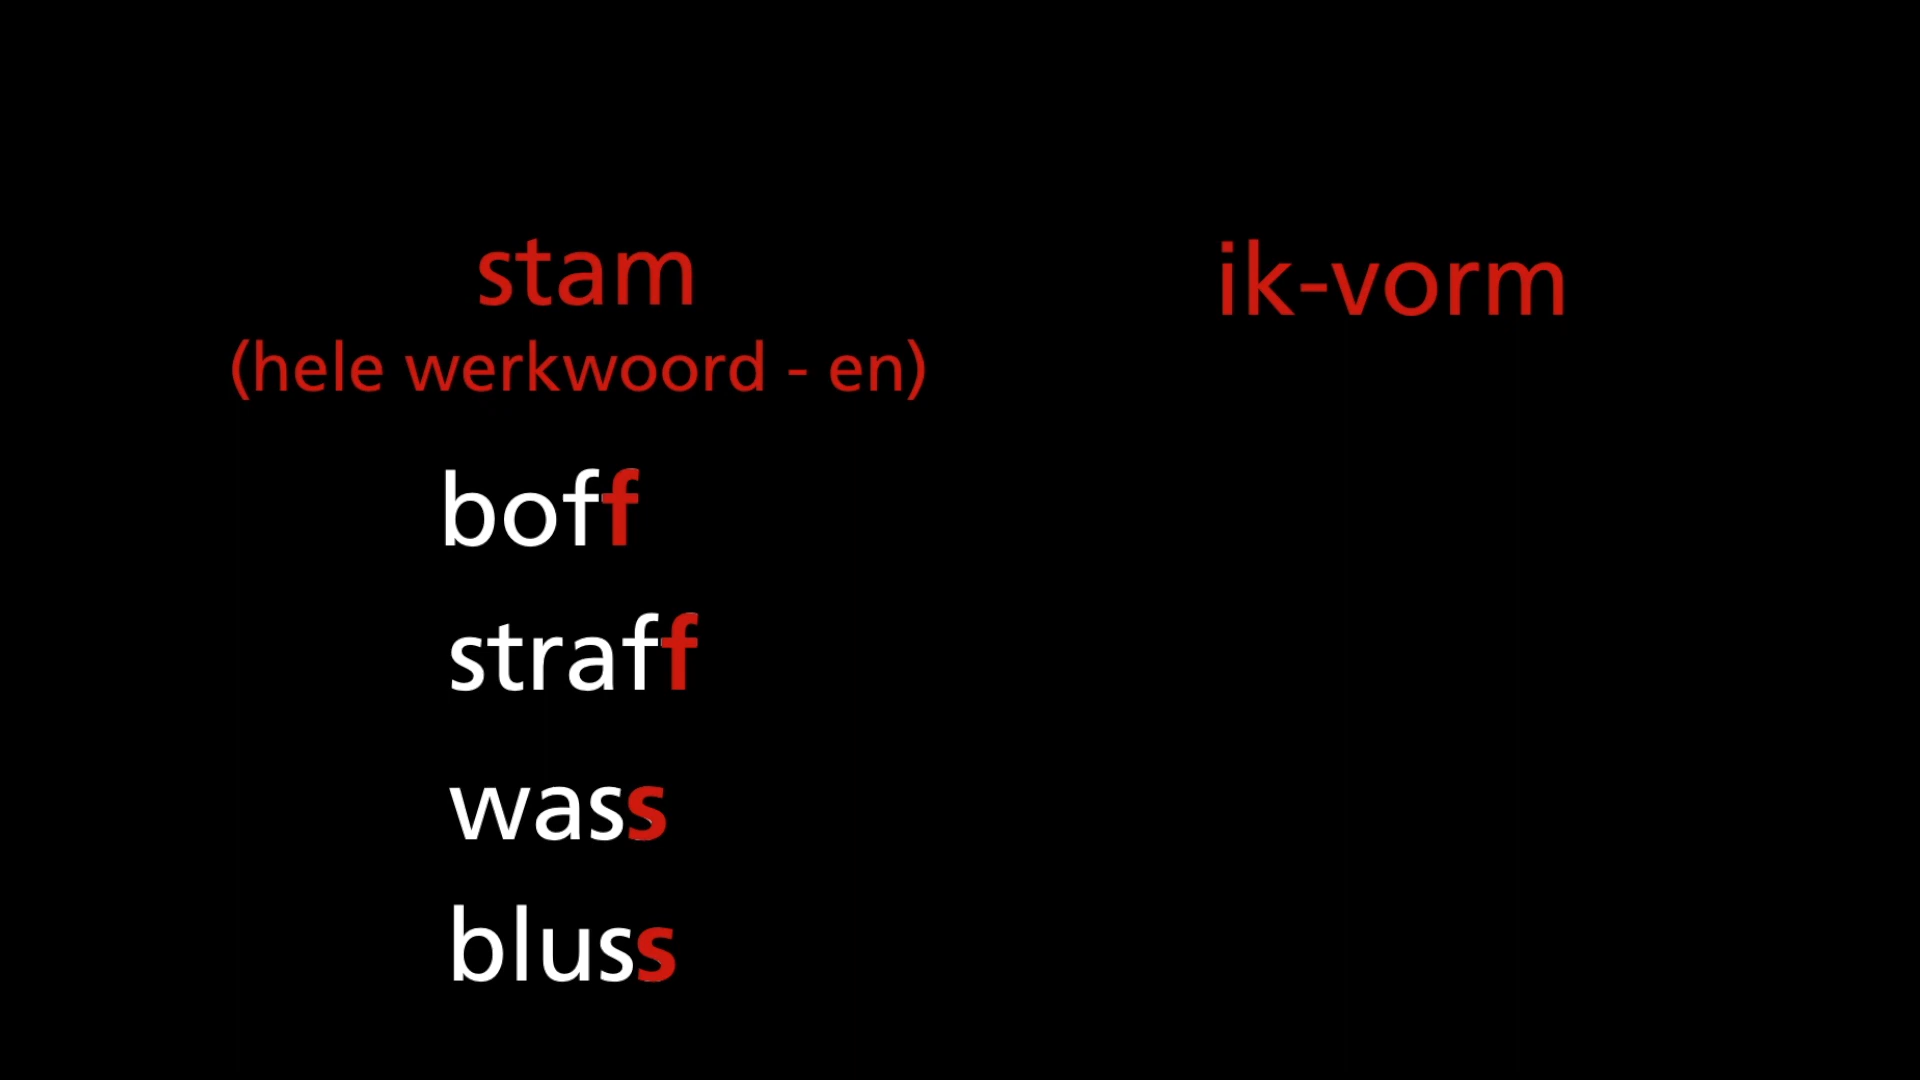 stam
ik-vorm
(hele werkwoord - en)
boff
straff
wass
bluss